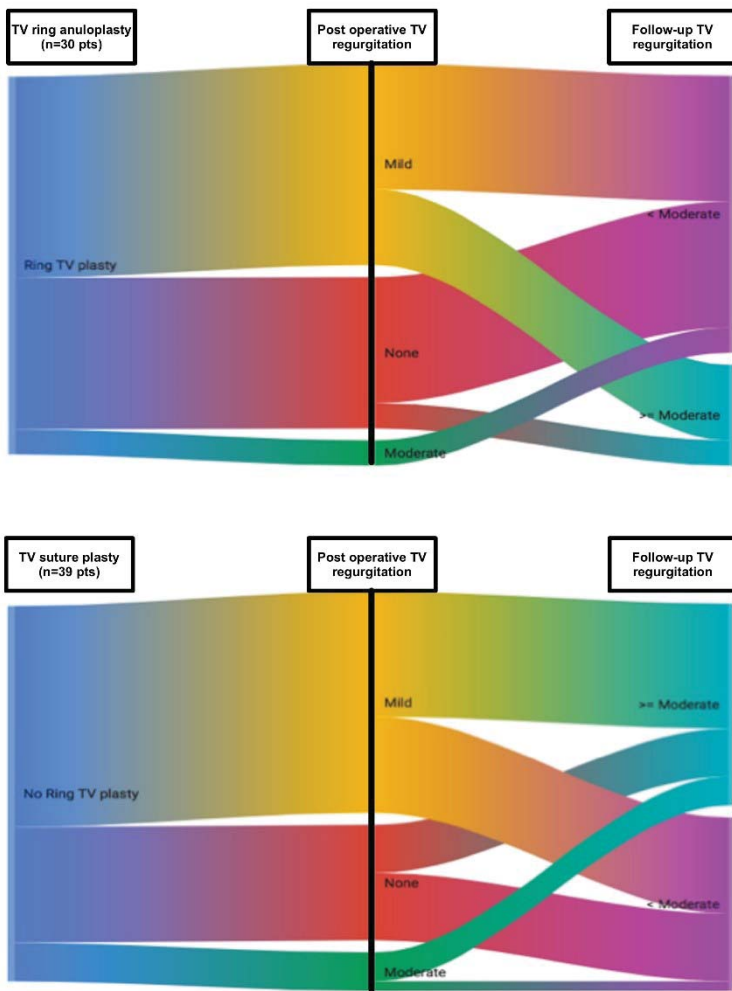 TV ring anuloplasty
(n=30 pts)
Post operative TV
regurgitation
Follow-up TV
regurgitation
Mild
< Moderate
Ring TV plasty
None
>= Moderate
Moderate
TV suture plasty
(n=39 pts)
Post operative TV
regurgitation
Follow-up TV
regurgitation
Mild
>= Moderate
No Ring TV plasty
None
< Moderate
Moderate